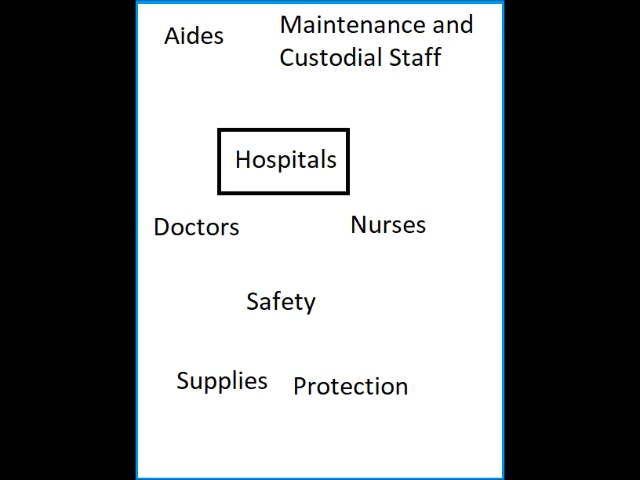 Aides
Maintenance and
Custodial Staff
Hospitals
Doctors
Nurses
Safety
Supplies
Protection